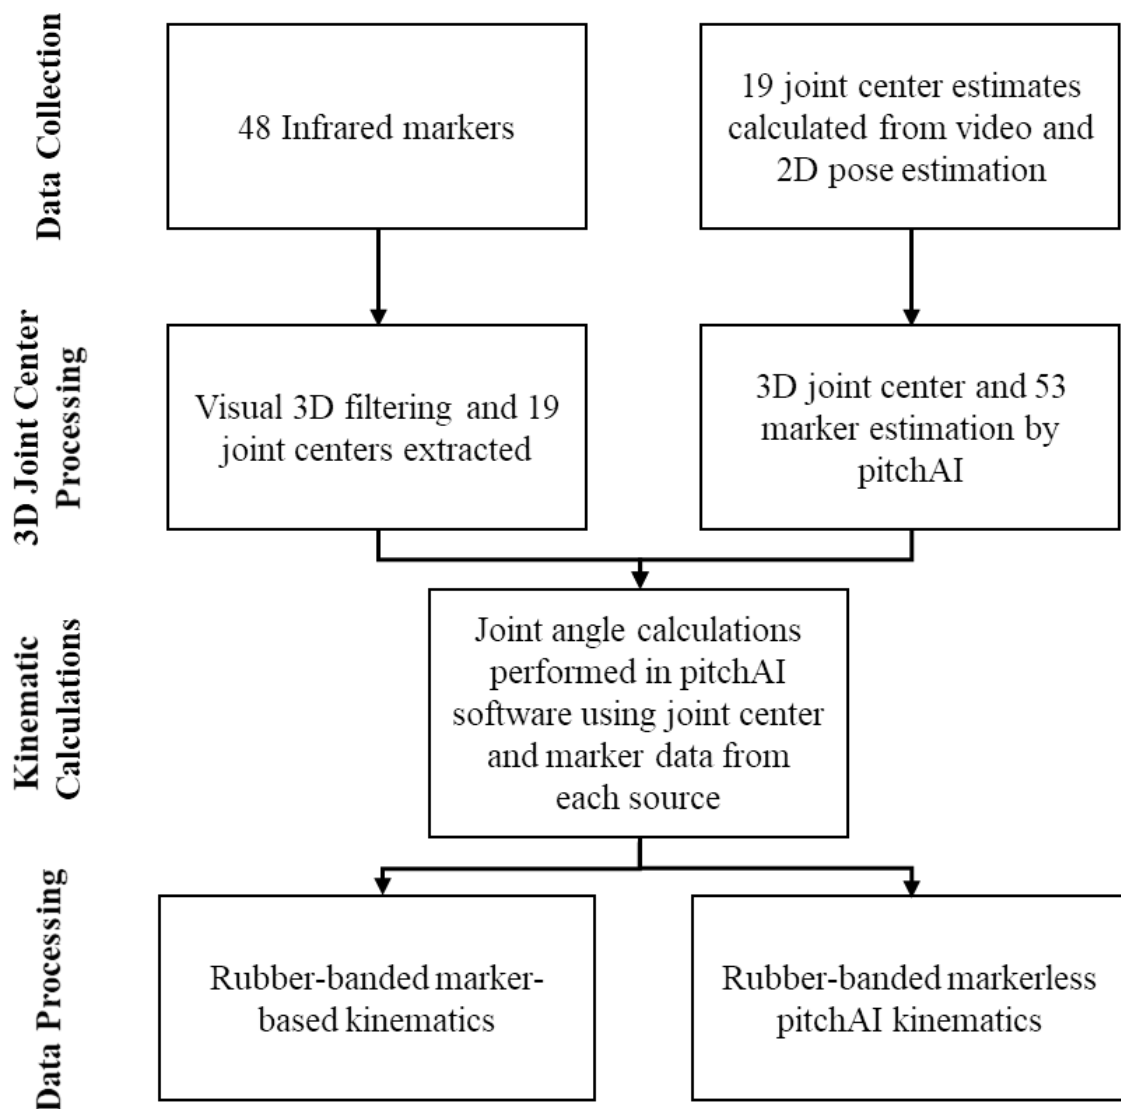 Data Collection
48 Infrared markers
19 joint center estimates
calculated from video and
2D pose estimation
3D Joint Center
Processing
Visual 3D filtering and 19
joint centers extracted
3D joint center and 53
marker estimation by
pitchAI
Kinematic
Calculations
Joint angle calculations
performed in pitchAI
software using joint center
and marker data from
each source
Data Processing
Rubber-banded marker-
based kinematics
Rubber-banded markerless
pitchAI kinematics